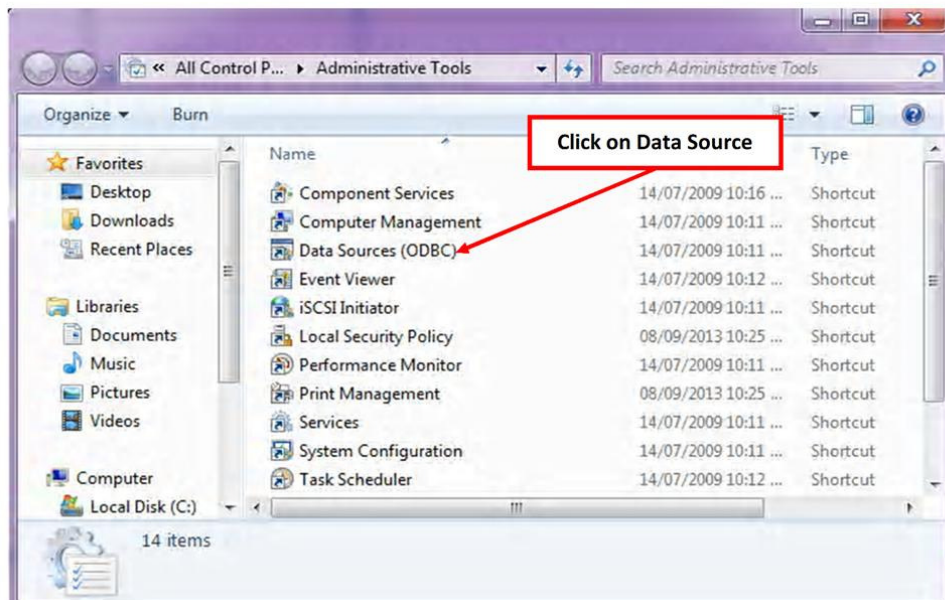 « All Control P... ▸ Administrative Tools
Search Administrative Tools
Organize
Burn
Click on Data Source
Favorites
Desktop
Downloads
Recent Places
Libraries
Documents
Music
Pictures
Videos
Computer
Local Disk (C:)
Name
Type
Component Services 14/07/2009 10:16 ... Shortcut
Computer Management 14/07/2009 10:11 ... Shortcut
Data Sources (ODBC) 14/07/2009 10:11 ... Shortcut
Event Viewer 14/07/2009 10:12 ... Shortcut
iSCSI Initiator 14/07/2009 10:11 ... Shortcut
Local Security Policy 08/09/2013 10:25 ... Shortcut
Performance Monitor 14/07/2009 10:11 ... Shortcut
Print Management 08/09/2013 10:25 ... Shortcut
Services 14/07/2009 10:11 ... Shortcut
System Configuration 14/07/2009 10:11 ... Shortcut
Task Scheduler 14/07/2009 10:12 ... Shortcut
14 items